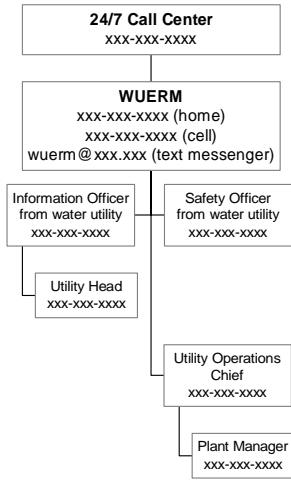 24/7 Call Center
xxx-xxx-xxxx
WUERM
xxx-xxx-xxxx (home)
xxx-xxx-xxxx (cell)
wuerm@xxx.xxx (text messenger)
Information Officer
from water utility
xxx-xxx-xxxx
Safety Officer
from water utility
xxx-xxx-xxxx
Utility Head
xxx-xxx-xxxx
Utility Operations
Chief
xxx-xxx-xxxx
Plant Manager
xxx-xxx-xxxx